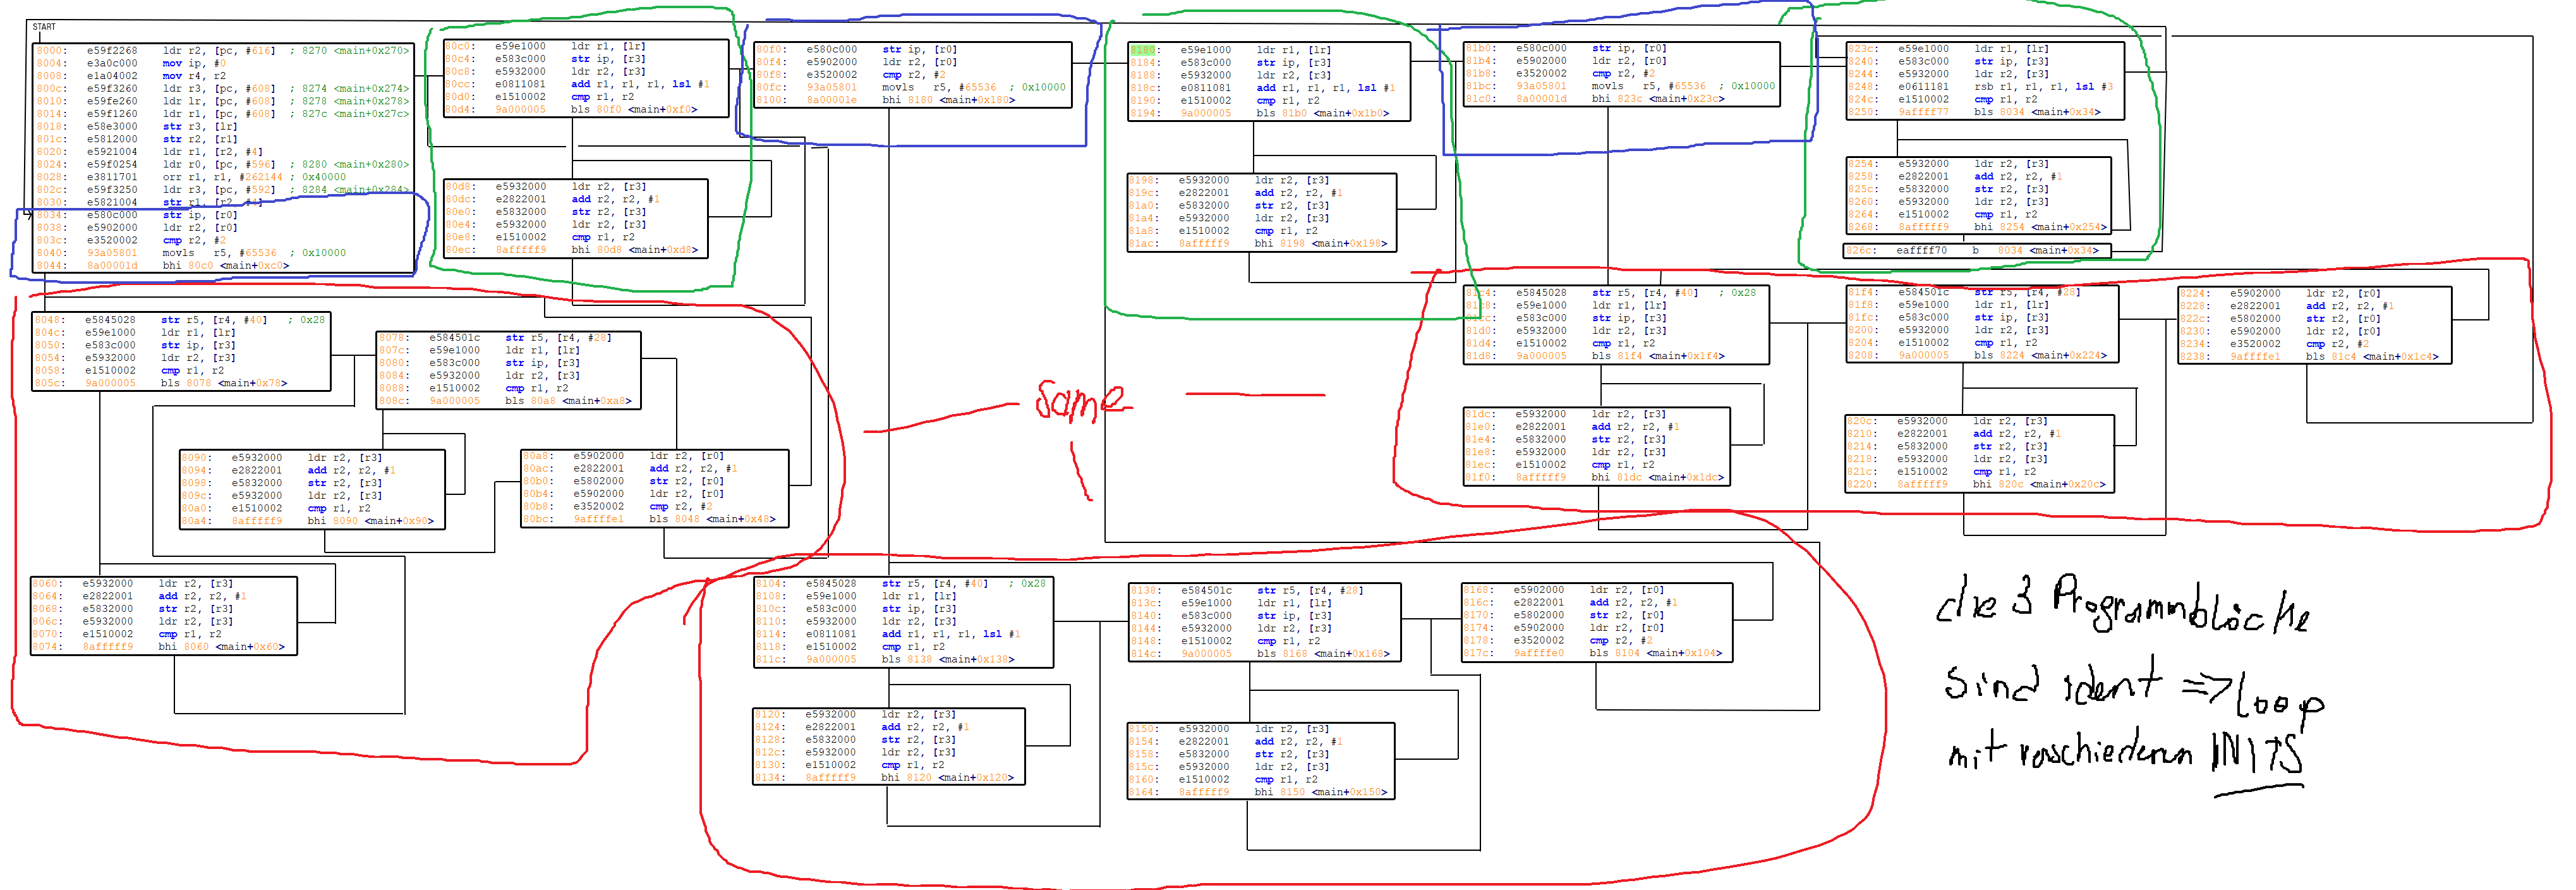 START
8000: e59f2268 ldr r2, [pc, #616] ; 8270 <main+0x270>
8004: e3a0c000 mov ip, #0
8008: e1a04002 mov r4, r2
800c: e59f3260 ldr r3, [pc, #608] ; 8274 <main+0x274>
8010: e59fe260 ldr lr, [pc, #608] ; 8278 <main+0x278>
8014: e59f1260 ldr r1, [pc, #608] ; 827c <main+0x27c>
8018: e58e3000 str r3, [lr]
801c: e5812000 str r2, [r1]
8020: e5921004 ldr r1, [r2, #4]
8024: e59f0254 ldr r0, [pc, #596] ; 8280 <main+0x280>
8028: e3811701 orr r1, r1, #262144 ; 0x40000
802c: e59f3250 ldr r3, [pc, #592] ; 8284 <main+0x284>
8030: e5821004 str r1, [r2, #4]
8034: e580c000 str ip, [r0]
8038: e5902000 ldr r2, [r0]
803c: e3520002 cmp r2, #2
8040: 93a05801 movls r5, #65536 ; 0x10000
8044: 8a00001d bhi 80c0 <main+0xc0>
80c0: e59e1000 ldr r1, [lr]
80c4: e583c000 str ip, [r3]
80c8: e5932000 ldr r2, [r3]
80cc: e0811081 add r1, r1, r1, lsl #1
80d0: e1510002 cmp r1, r2
80d4: 9a000005 bls 80f0 <main+0xf0>
80d8: e5932000 ldr r2, [r3]
80dc: e2822001 add r2, r2, #1
80e0: e5832000 str r2, [r3]
80e4: e5932000 ldr r2, [r3]
80e8: e1510002 cmp r1, r2
80ec: 8afffff9 bhi 80d8 <main+0xd8>
80f0: e580c000 str ip, [r0]
80f4: e5902000 ldr r2, [r0]
80f8: e3520002 cmp r2, #2
80fc: 93a05801 movls r5, #65536 ; 0x10000
8100: 8a00001e bhi 8180 <main+0x180>
8180: e59e1000 ldr r1, [lr]
8184: e583c000 str ip, [r3]
8188: e5932000 ldr r2, [r3]
818c: e0811081 add r1, r1, r1, lsl #1
8190: e1510002 cmp r1, r2
8194: 9a000005 bls 81b0 <main+0x1b0>
8198: e5932000 ldr r2, [r3]
819c: e2822001 add r2, r2, #1
81a0: e5832000 str r2, [r3]
81a4: e5932000 ldr r2, [r3]
81a8: e1510002 cmp r1, r2
81ac: 8afffff9 bhi 8198 <main+0x198>
81b0: e580c000 str ip, [r0]
81b4: e5902000 ldr r2, [r0]
81b8: e3520002 cmp r2, #2
81bc: 93a05801 movls r5, #65536 ; 0x10000
81c0: 8a00001d bhi 823c <main+0x23c>
823c: e59e1000 ldr r1, [lr]
8240: e583c000 str ip, [r3]
8244: e5932000 ldr r2, [r3]
8248: e0611181 rsb r1, r1, r1, lsl #3
824c: e1510002 cmp r1, r2
8250: 9affff77 bls 8034 <main+0x34>
8254: e5932000 ldr r2, [r3]
8258: e2822001 add r2, r2, #1
825c: e5832000 str r2, [r3]
8260: e5932000 ldr r2, [r3]
8264: e1510002 cmp r1, r2
8268: 8afffff9 bhi 8254 <main+0x254>
826c: eaffff70 b 8034 <main+0x34>
8048: e5845028 str r5, [r4, #40] ; 0x28
804c: e59e1000 ldr r1, [lr]
8050: e583c000 str ip, [r3]
8054: e5932000 ldr r2, [r3]
8058: e1510002 cmp r1, r2
805c: 9a000005 bls 8078 <main+0x78>
8078: e584501c str r5, [r4, #28]
807c: e59e1000 ldr r1, [lr]
8080: e583c000 str ip, [r3]
8084: e5932000 ldr r2, [r3]
8088: e1510002 cmp r1, r2
808c: 9a000005 bls 80a8 <main+0xa8>
8090: e5932000 ldr r2, [r3]
8094: e2822001 add r2, r2, #1
8098: e5832000 str r2, [r3]
809c: e5932000 ldr r2, [r3]
80a0: e1510002 cmp r1, r2
80a4: 8afffff9 bhi 8090 <main+0x90>
80a8: e5902000 ldr r2, [r0]
80ac: e2822001 add r2, r2, #1
80b0: e5802000 str r2, [r0]
80b4: e5902000 ldr r2, [r0]
80b8: e3520002 cmp r2, #2
80bc: 9affffe1 bls 8048 <main+0x48>
8060: e5932000 ldr r2, [r3]
8064: e2822001 add r2, r2, #1
8068: e5832000 str r2, [r3]
806c: e5932000 ldr r2, [r3]
8070: e1510002 cmp r1, r2
8074: 8afffff9 bhi 8060 <main+0x60>
Same
81c4: e5845028 str r5, [r4, #40] ; 0x28
81c8: e59e1000 ldr r1, [lr]
81cc: e583c000 str ip, [r3]
81d0: e5932000 ldr r2, [r3]
81d4: e1510002 cmp r1, r2
81d8: 9a000005 bls 81f4 <main+0x1f4>
81dc: e5932000 ldr r2, [r3]
81e0: e2822001 add r2, r2, #1
81e4: e5832000 str r2, [r3]
81e8: e5932000 ldr r2, [r3]
81ec: e1510002 cmp r1, r2
81f0: 8afffff9 bhi 81dc <main+0x1dc>
81f4: e584501c str r5, [r4, #28]
81f8: e59e1000 ldr r1, [lr]
81fc: e583c000 str ip, [r3]
8200: e5932000 ldr r2, [r3]
8204: e1510002 cmp r1, r2
8208: 9a000005 bls 8224 <main+0x224>
820c: e5932000 ldr r2, [r3]
8210: e2822001 add r2, r2, #1
8214: e5832000 str r2, [r3]
8218: e5932000 ldr r2, [r3]
821c: e1510002 cmp r1, r2
8220: 8afffff9 bhi 820c <main+0x20c>
8224: e5902000 ldr r2, [r0]
8228: e2822001 add r2, r2, #1
822c: e5802000 str r2, [r0]
8230: e5902000 ldr r2, [r0]
8234: e3520002 cmp r2, #2
8238: 9affffe1 bls 81c4 <main+0x1c4>
8104: e5845028 str r5, [r4, #40] ; 0x28
8108: e59e1000 ldr r1, [lr]
810c: e583c000 str ip, [r3]
8110: e5932000 ldr r2, [r3]
8114: e0811081 add r1, r1, r1, lsl #1
8118: e1510002 cmp r1, r2
811c: 9a000005 bls 8138 <main+0x138>
8120: e5932000 ldr r2, [r3]
8124: e2822001 add r2, r2, #1
8128: e5832000 str r2, [r3]
812c: e5932000 ldr r2, [r3]
8130: e1510002 cmp r1, r2
8134: 8afffff9 bhi 8120 <main+0x120>
8138: e584501c str r5, [r4, #28]
813c: e59e1000 ldr r1, [lr]
8140: e583c000 str ip, [r3]
8144: e5932000 ldr r2, [r3]
8148: e1510002 cmp r1, r2
814c: 9a000005 bls 8168 <main+0x168>
8150: e5932000 ldr r2, [r3]
8154: e2822001 add r2, r2, #1
8158: e5832000 str r2, [r3]
815c: e5932000 ldr r2, [r3]
8160: e1510002 cmp r1, r2
8164: 8afffff9 bhi 8150 <main+0x150>
8168: e5902000 ldr r2, [r0]
816c: e2822001 add r2, r2, #1
8170: e5802000 str r2, [r0]
8174: e5902000 ldr r2, [r0]
8178: e3520002 cmp r2, #2
817c: 9affffe0 bls 8104 <main+0x104>
die 3 Programmblöcke
sind ident => loop
mit verschiedenen INITS